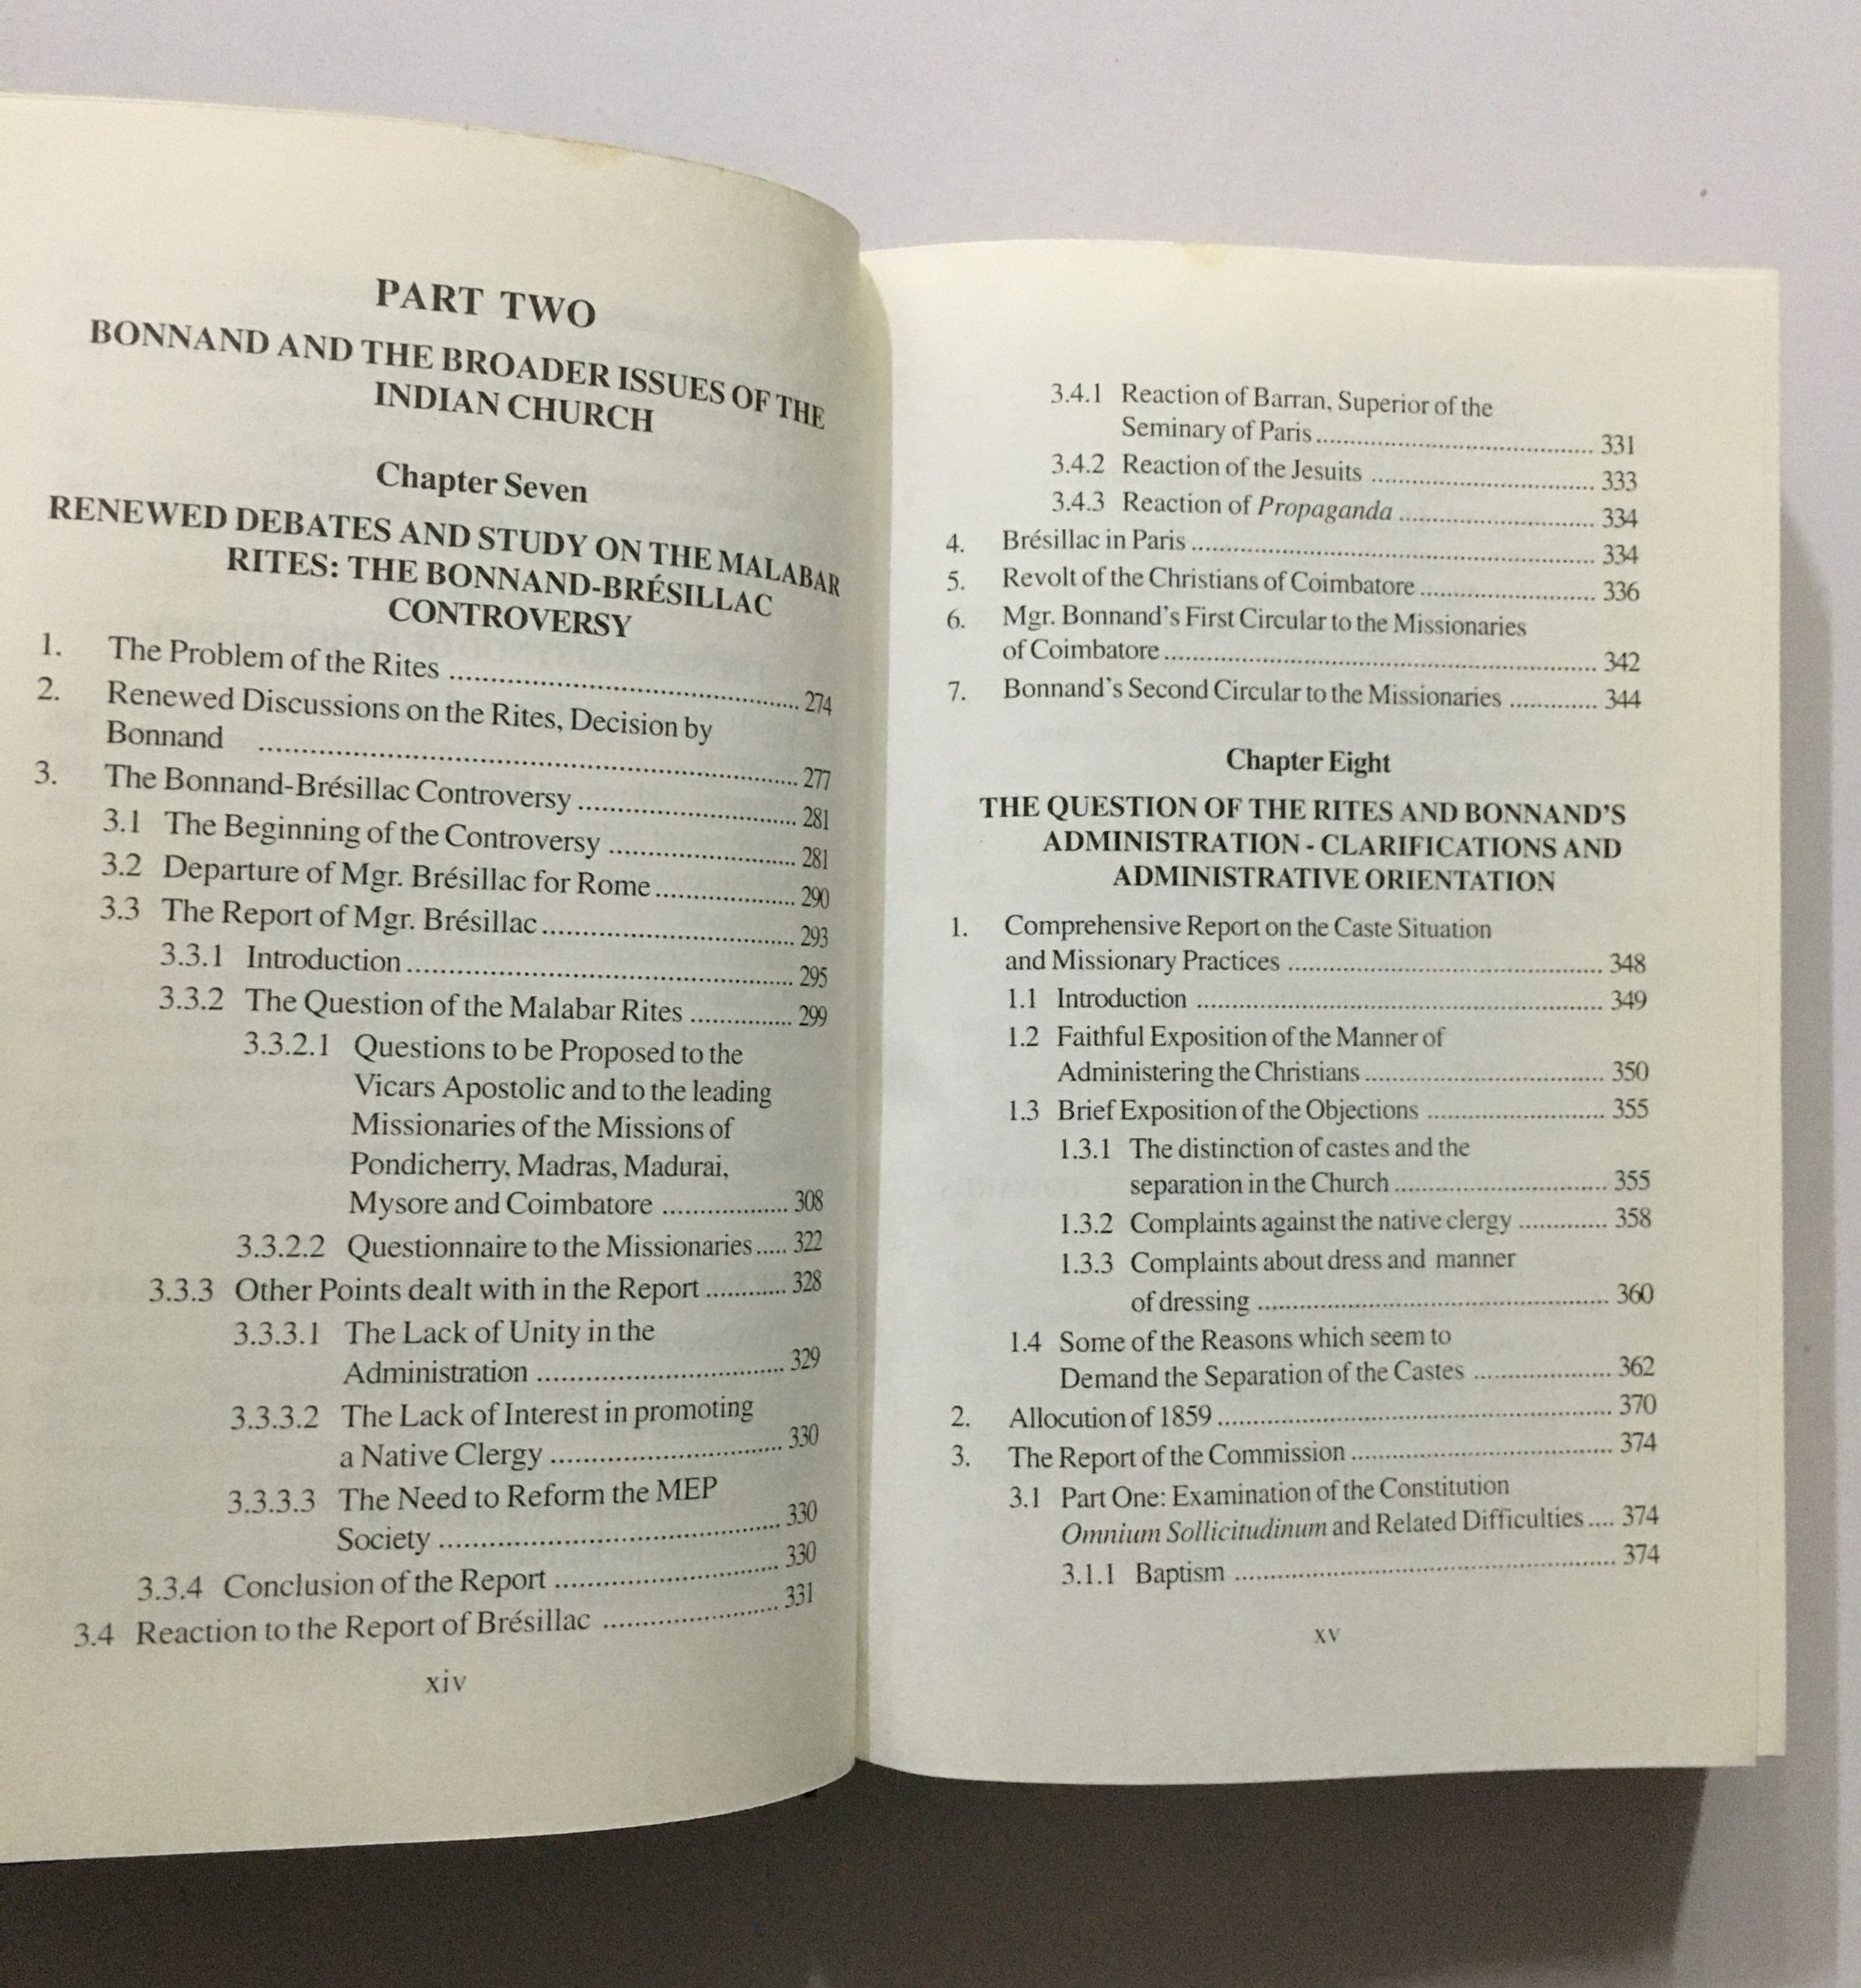 PART TWO
BONNAND AND THE BROADER ISSUES OF THE
INDIAN CHURCH
Chapter Seven
RENEWED DEBATES AND STUDY ON THE MALABAR
RITES: THE BONNAND-BRÉSILLAC
CONTROVERSY
1. The Problem of the Rites ........ 274
2. Renewed Discussions on the Rites, Decision by
Bonnand ........ 277
3. The Bonnand-Brésillac Controversy ........ 281
3.1 The Beginning of the Controversy ........ 281
3.2 Departure of Mgr. Brésillac for Rome ........ 290
3.3 The Report of Mgr. Brésillac ........ 293
3.3.1 Introduction ........ 295
3.3.2 The Question of the Malabar Rites ........ 299
3.3.2.1 Questions to be Proposed to the
Vicars Apostolic and to the leading
Missionaries of the Missions of
Pondicherry, Madras, Madurai,
Mysore and Coimbatore ........ 308
3.3.2.2 Questionnaire to the Missionaries ..... 322
3.3.3 Other Points dealt with in the Report ........ 328
3.3.3.1 The Lack of Unity in the
Administration ........ 329
3.3.3.2 The Lack of Interest in promoting
a Native Clergy ........ 330
3.3.3.3 The Need to Reform the MEP
Society ........ 330
3.3.4 Conclusion of the Report ........ 330
3.4 Reaction to the Report of Brésillac ........ 331
xiv
3.4.1 Reaction of Barran, Superior of the
Seminary of Paris ........ 331
3.4.2 Reaction of the Jesuits ........ 333
3.4.3 Reaction of Propaganda ........ 334
4. Brésillac in Paris ........ 334
5. Revolt of the Christians of Coimbatore ........ 336
6. Mgr. Bonnand's First Circular to the Missionaries
of Coimbatore ........ 342
7. Bonnand's Second Circular to the Missionaries ........ 344
Chapter Eight
THE QUESTION OF THE RITES AND BONNAND'S
ADMINISTRATION - CLARIFICATIONS AND
ADMINISTRATIVE ORIENTATION
1. Comprehensive Report on the Caste Situation
and Missionary Practices ........ 348
1.1 Introduction ........ 349
1.2 Faithful Exposition of the Manner of
Administering the Christians ........ 350
1.3 Brief Exposition of the Objections ........ 355
1.3.1 The distinction of castes and the
separation in the Church ........ 355
1.3.2 Complaints against the native clergy ........ 358
1.3.3 Complaints about dress and manner
of dressing ........ 360
1.4 Some of the Reasons which seem to
Demand the Separation of the Castes ........ 362
2. Allocution of 1859 ........ 370
3. The Report of the Commission ........ 374
3.1 Part One: Examination of the Constitution
Omnium Sollicitudinum and Related Difficulties .... 374
3.1.1 Baptism ........ 374
xv